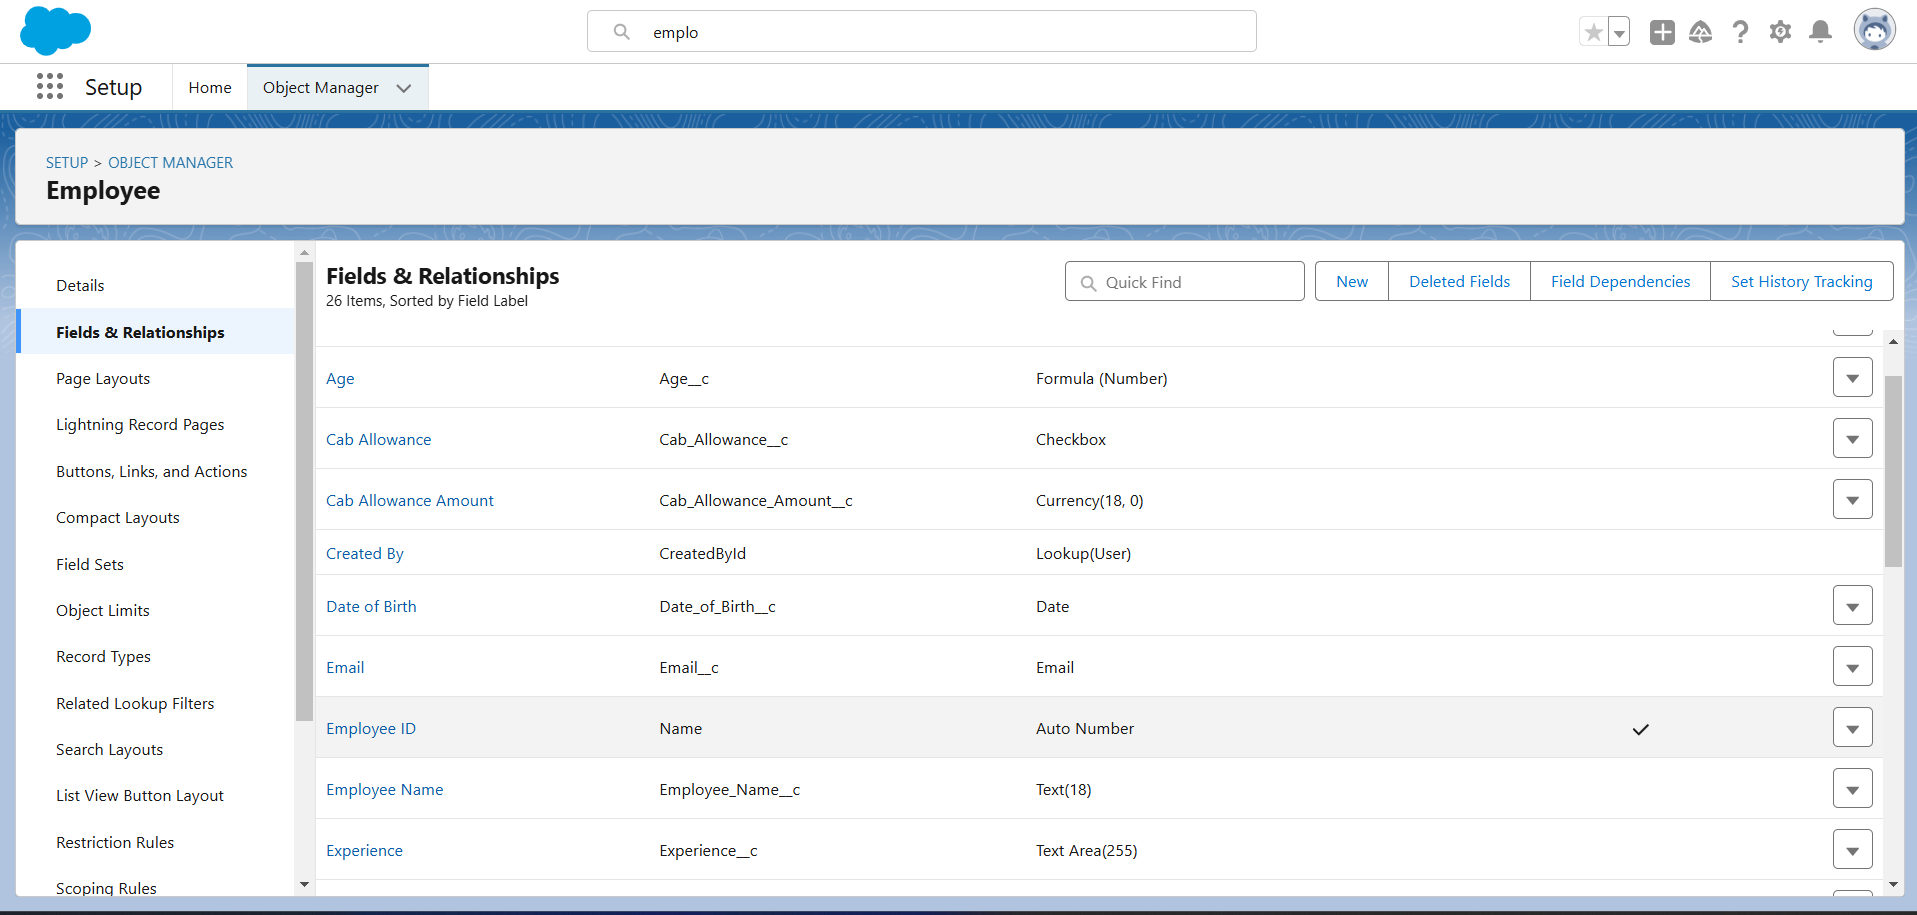 emplo
Setup
Home
Object Manager
SETUP > OBJECT MANAGER
Employee
Details
Fields & Relationships
Page Layouts
Lightning Record Pages
Buttons, Links, and Actions
Compact Layouts
Field Sets
Object Limits
Record Types
Related Lookup Filters
Search Layouts
List View Button Layout
Restriction Rules
Scoping Rules
Fields & Relationships
26 Items, Sorted by Field Label
Quick Find
New
Deleted Fields
Field Dependencies
Set History Tracking
Age Age__c Formula (Number)
Cab Allowance Cab_Allowance__c Checkbox
Cab Allowance Amount Cab_Allowance_Amount__c Currency(18, 0)
Created By CreatedById Lookup(User)
Date of Birth Date_of_Birth__c Date
Email Email__c Email
Employee ID Name Auto Number
Employee Name Employee_Name__c Text(18)
Experience Experience__c Text Area(255)